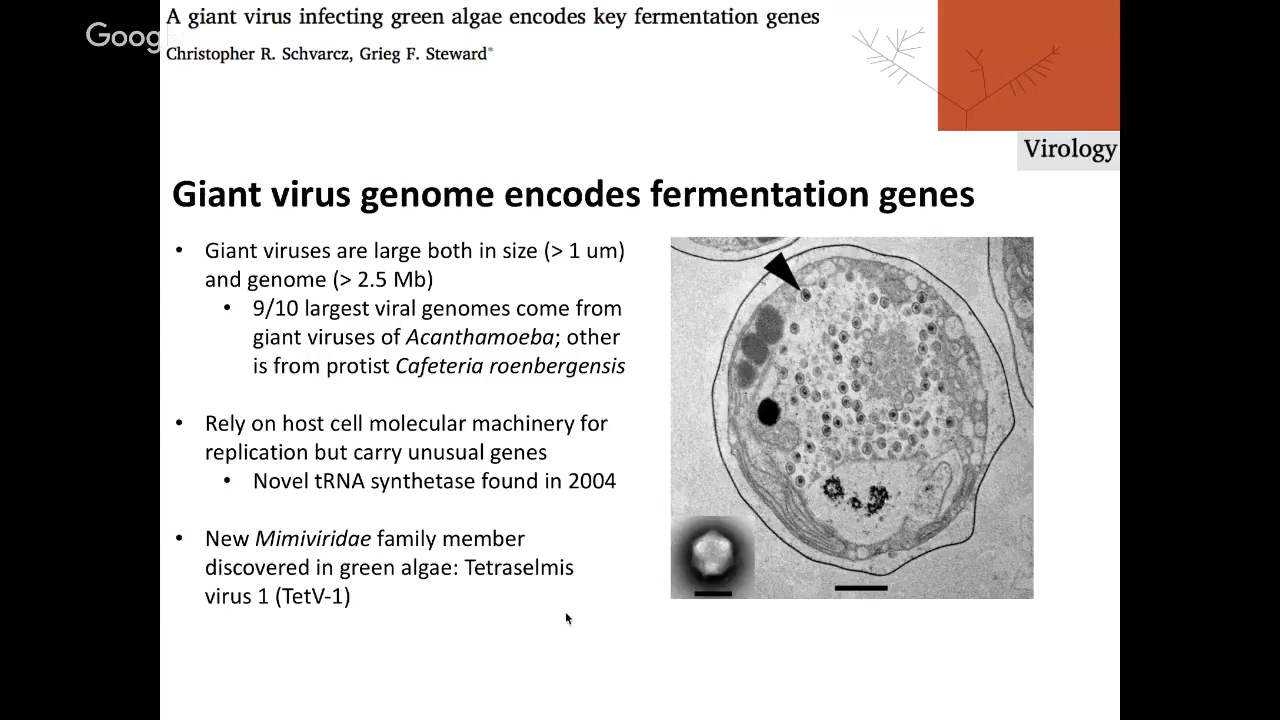 A giant virus infecting green algae encodes key fermentation genes
Goog
Christopher R. Schvarcz, Grieg F. Steward*
Virology
Giant virus genome encodes fermentation genes
• Giant viruses are large both in size (> 1 um)
and genome (> 2.5 Mb)
• 9/10 largest viral genomes come from
giant viruses of Acanthamoeba; other
is from protist Cafeteria roenbergensis
• Rely on host cell molecular machinery for
replication but carry unusual genes
• Novel tRNA synthetase found in 2004
• New Mimiviridae family member
discovered in green algae: Tetraselmis
virus 1 (TetV-1)